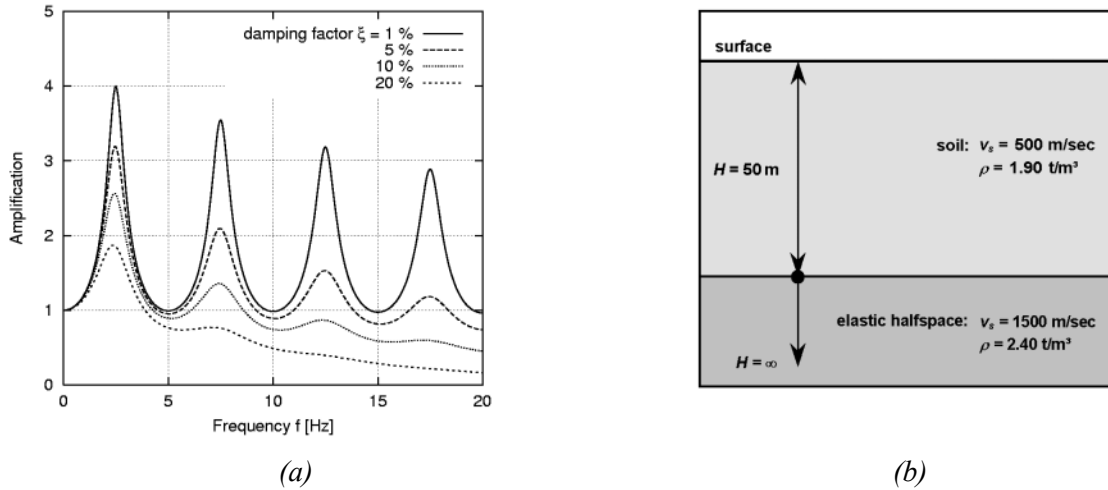 damping factor ξ = 1 %
5 %
10 %
20 %
5
4
3
2
1
0
Amplification
0 5 10 15 20
Frequency f [Hz]
(a)
surface
H = 50 m
soil: vs = 500 m/sec
ρ = 1.90 t/m³
elastic halfspace: vs = 1500 m/sec
ρ = 2.40 t/m³
H = ∞
(b)